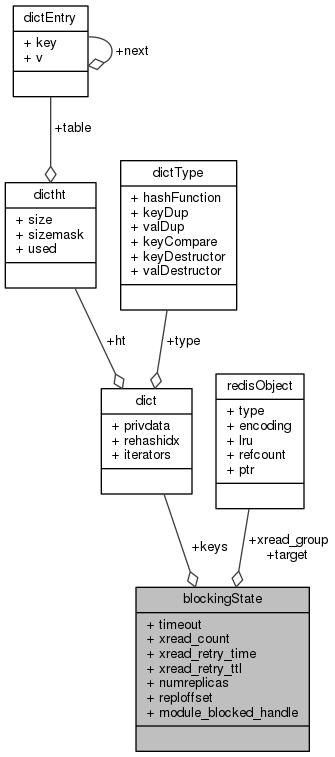 dictEntry
+ key
+ v
+next
+table
dictht
+ size
+ sizemask
+ used
dictType
+ hashFunction
+ keyDup
+ valDup
+ keyCompare
+ keyDestructor
+ valDestructor
+ht
+type
dict
+ privdata
+ rehashidx
+ iterators
redisObject
+ type
+ encoding
+ lru
+ refcount
+ ptr
+keys
+xread_group
+target
blockingState
+ timeout
+ xread_count
+ xread_retry_time
+ xread_retry_ttl
+ numreplicas
+ reploffset
+ module_blocked_handle